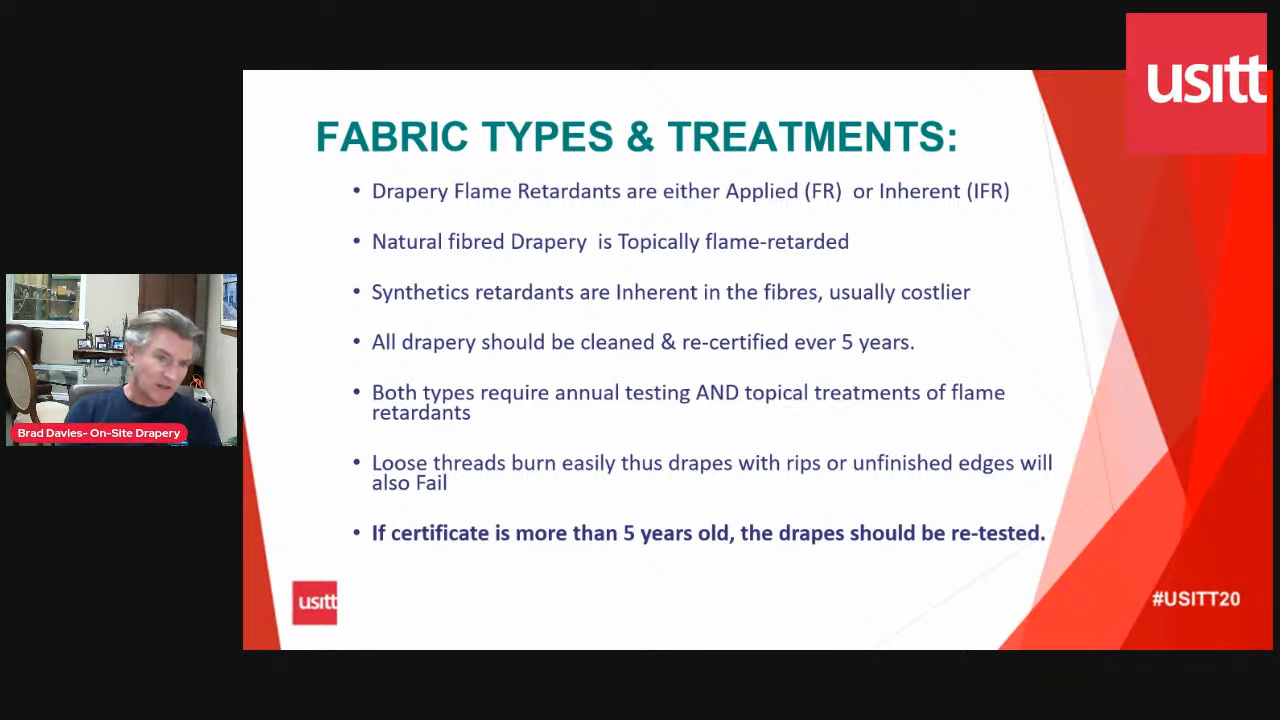 usitt
FABRIC TYPES & TREATMENTS:
• Drapery Flame Retardants are either Applied (FR) or Inherent (IFR)
• Natural fibred Drapery is Topically flame-retarded
• Synthetics retardants are Inherent in the fibres, usually costlier
• All drapery should be cleaned & re-certified ever 5 years.
• Both types require annual testing AND topical treatments of flame
retardants
• Loose threads burn easily thus drapes with rips or unfinished edges will
also Fail
• If certificate is more than 5 years old, the drapes should be re-tested.
Brad Davies- On-Site Drapery
usitt
#USITT20